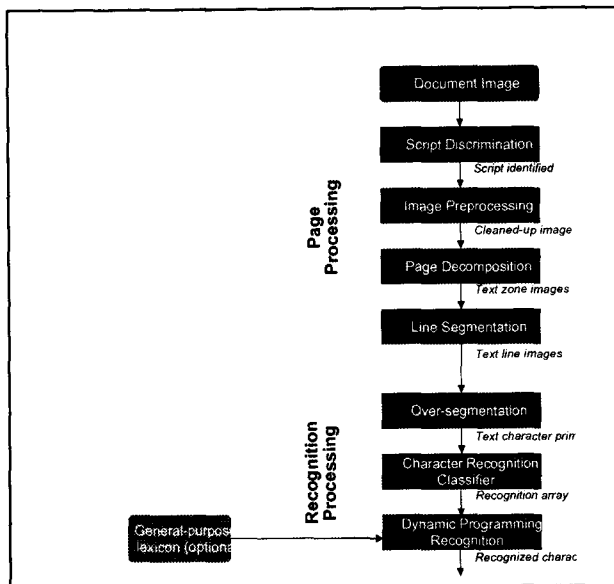 Document Image
Script Discrimination
Script identified
Image Preprocessing
Cleaned-up image
Page Decomposition
Text zone images
Line Segmentation
Text line images
Page
Processing
Over-segmentation
Text character prim
Character Recognition
Classifier
Recognition array
Dynamic Programming
Recognition
Recognized charac
Recognition
Processing
General-purpose
lexicon (optiona